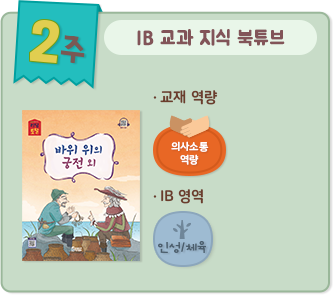 2주
IB 교과 지식 북튜브
· 교재 역량
바위 위의
궁전 외
의사소통
역량
· IB 영역
인성/체육